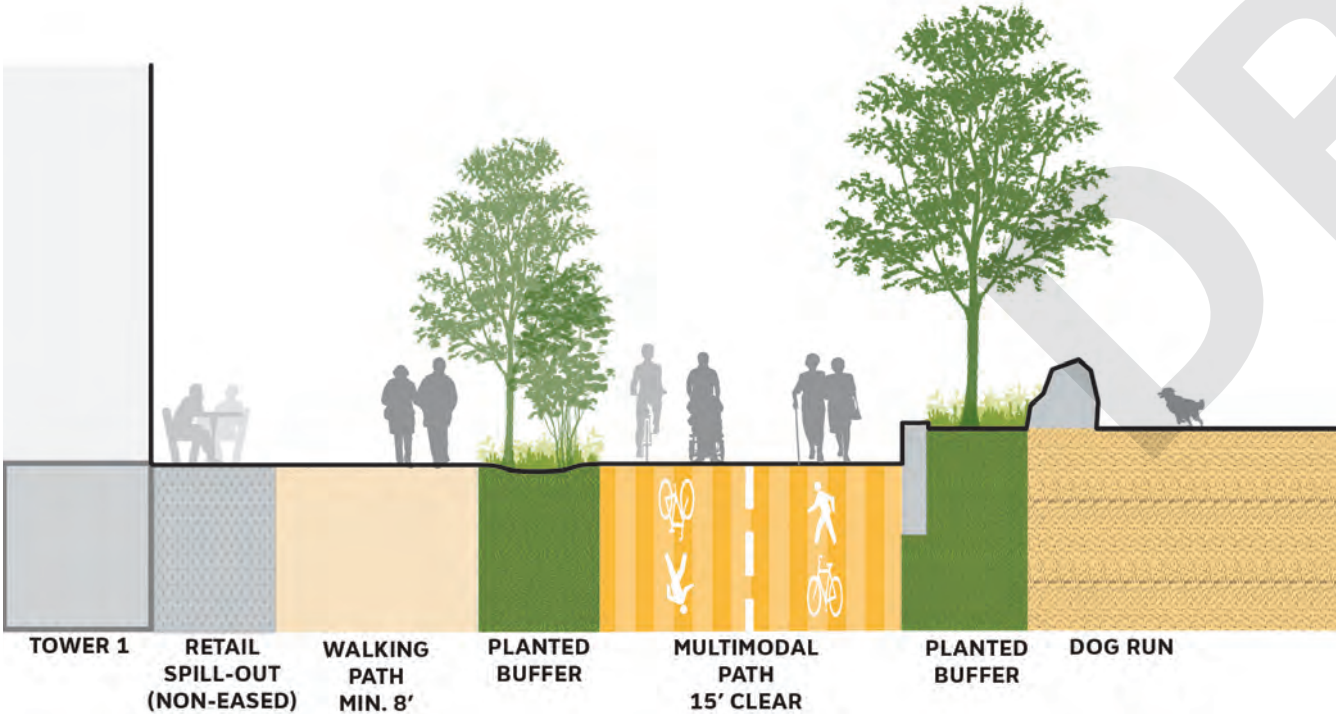 TOWER 1
RETAIL
SPILL-OUT
(NON-EASED)
WALKING
PATH
MIN. 8'
PLANTED
BUFFER
MULTIMODAL
PATH
15' CLEAR
PLANTED
BUFFER
DOG RUN